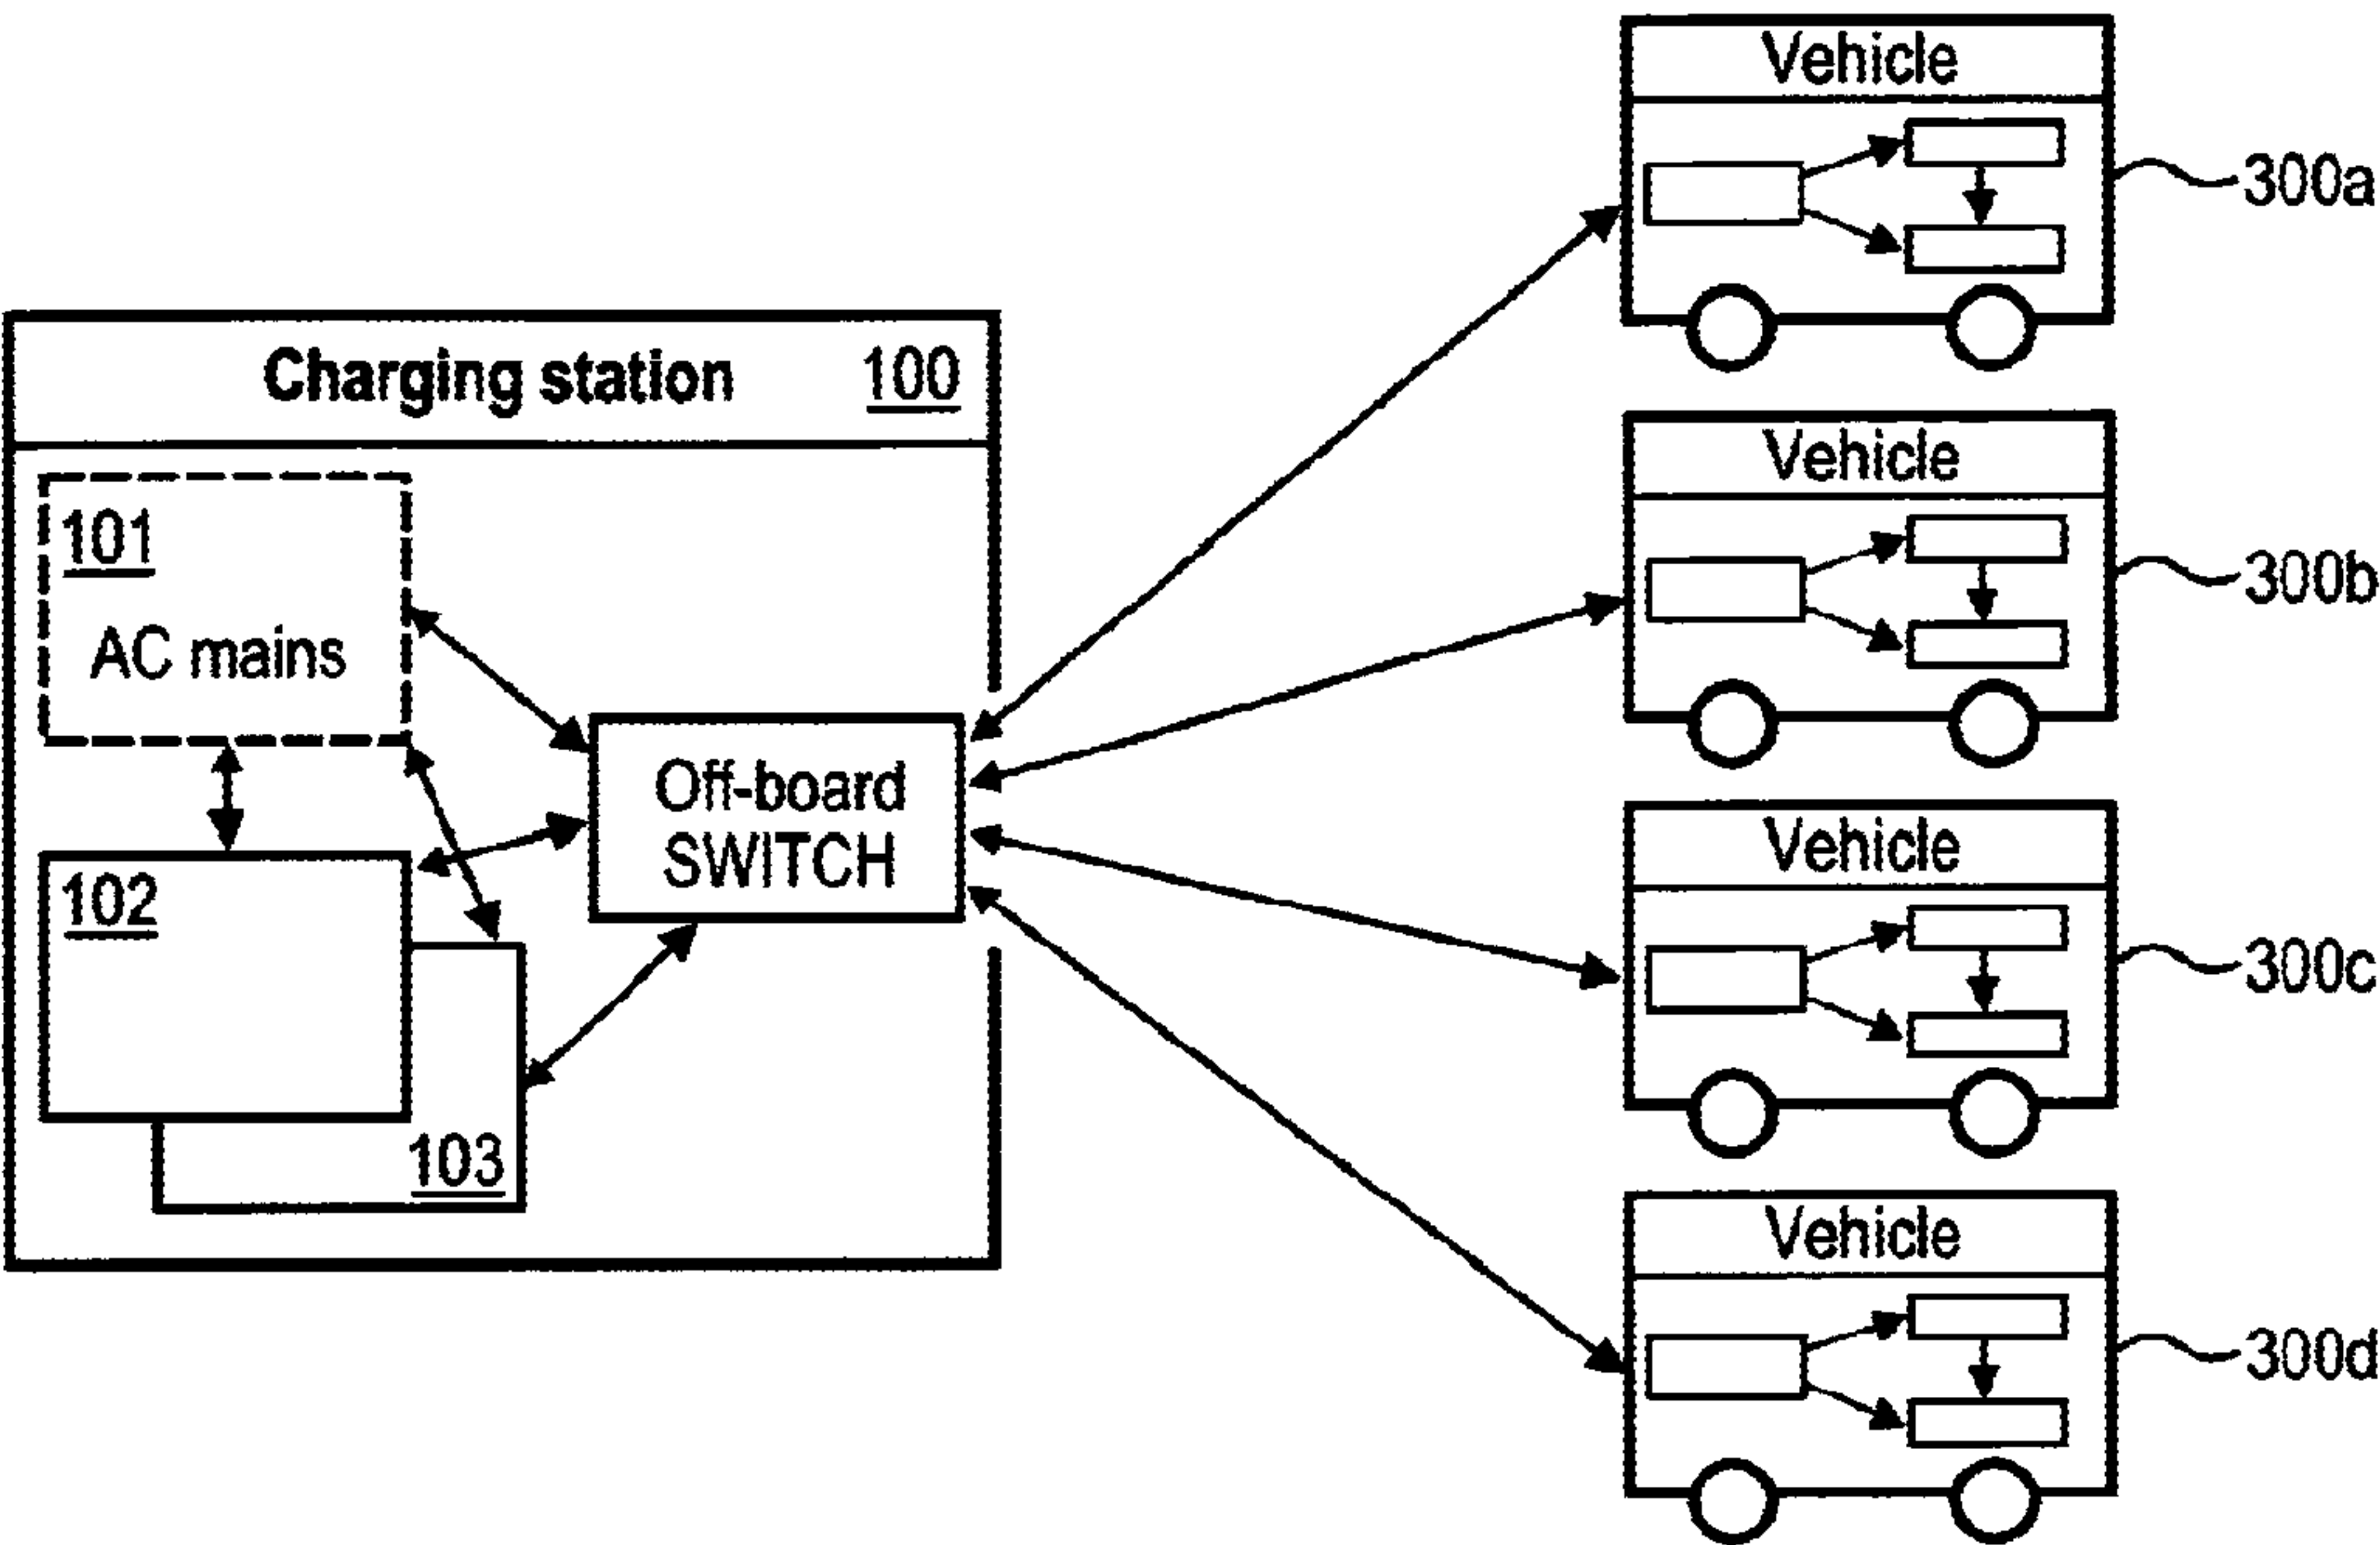 Charging station 100
101
AC mains
Off-board
SWITCH
102
103
Vehicle
300a
Vehicle
300b
Vehicle
300c
Vehicle
300d